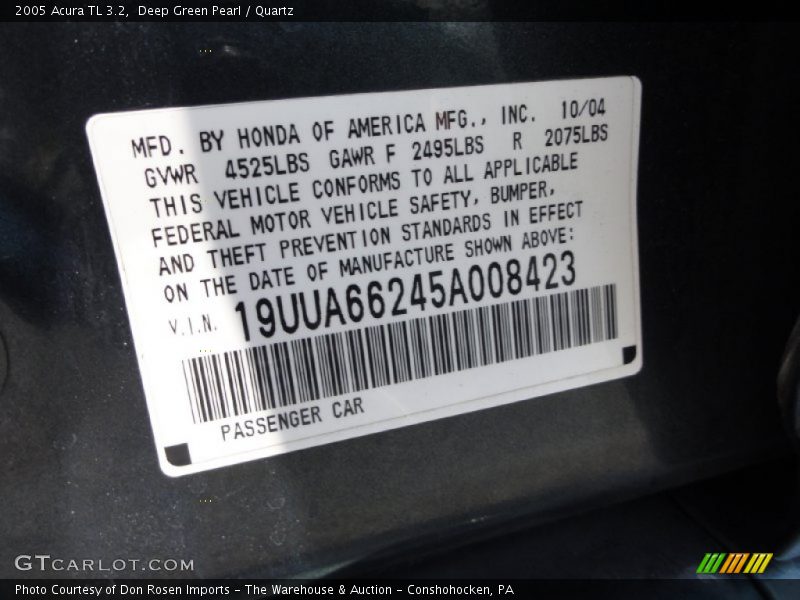 2005 Acura TL 3.2, Deep Green Pearl / Quartz
MFD. BY HONDA OF AMERICA MFG., INC. 10/04
GVWR 4525LBS GAWR F 2495LBS R 2075LBS
THIS VEHICLE CONFORMS TO ALL APPLICABLE
FEDERAL MOTOR VEHICLE SAFETY, BUMPER,
AND THEFT PREVENTION STANDARDS IN EFFECT
ON THE DATE OF MANUFACTURE SHOWN ABOVE:
V.I.N. 19UUA66245A008423
PASSENGER CAR
GTCARLOT.COM
Photo Courtesy of Don Rosen Imports – The Warehouse & Auction – Conshohocken, PA